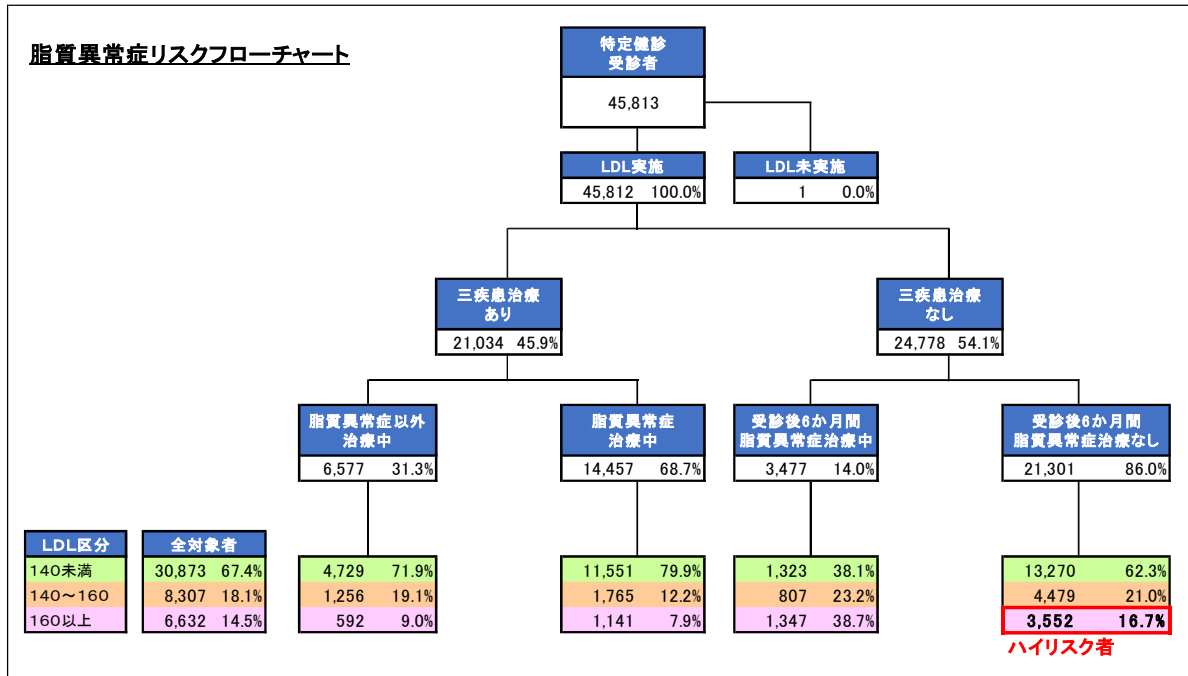 脂質異常症リスクフローチャート
特定健診
受診者
45,813
LDL実施
45,812 100.0%
LDL未実施
1 0.0%
三疾患治療
あり
21,034 45.9%
三疾患治療
なし
24,778 54.1%
脂質異常症以外
治療中
6,577 31.3%
脂質異常症
治療中
14,457 68.7%
受診後6か月間
脂質異常症治療中
3,477 14.0%
受診後6か月間
脂質異常症治療なし
21,301 86.0%
LDL区分 全対象者
140未満 30,873 67.4% 4,729 71.9% 11,551 79.9% 1,323 38.1% 13,270 62.3%
140～160 8,307 18.1% 1,256 19.1% 1,765 12.2% 807 23.2% 4,479 21.0%
160以上 6,632 14.5% 592 9.0% 1,141 7.9% 1,347 38.7% 3,552 16.7%
ハイリスク者